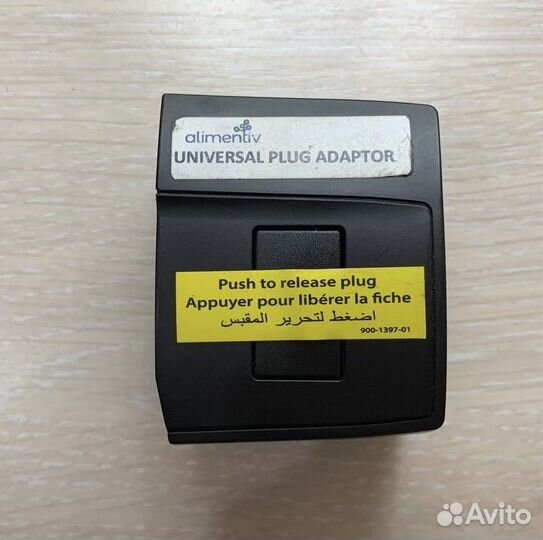 alimentiv
UNIVERSAL PLUG ADAPTOR
Push to release plug
Appuyer pour libérer la fiche
اضغط لتحرير المقبس
900-1397-01
Avito